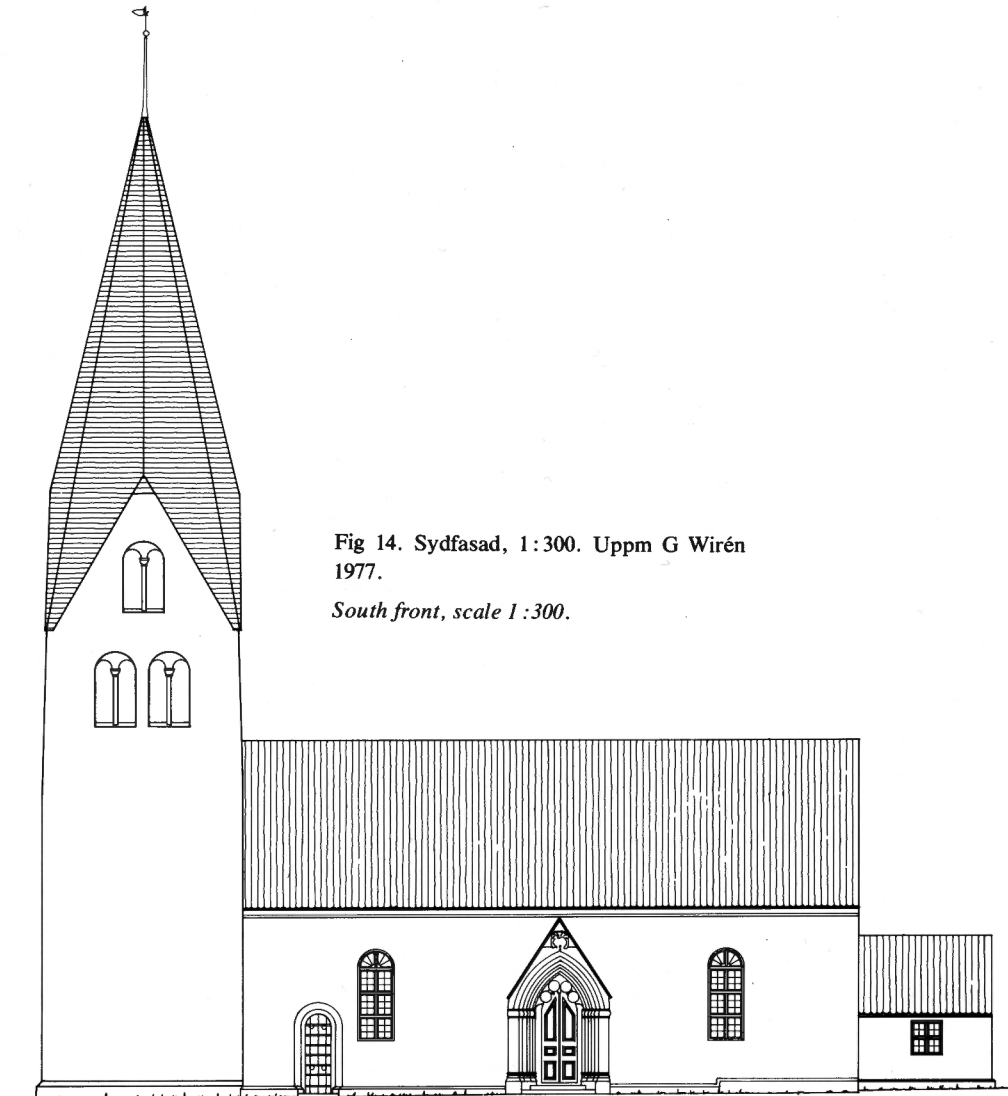 Fig 14. Sydfasad, 1:300. Uppm G Wirén
1977.
South front, scale 1:300.